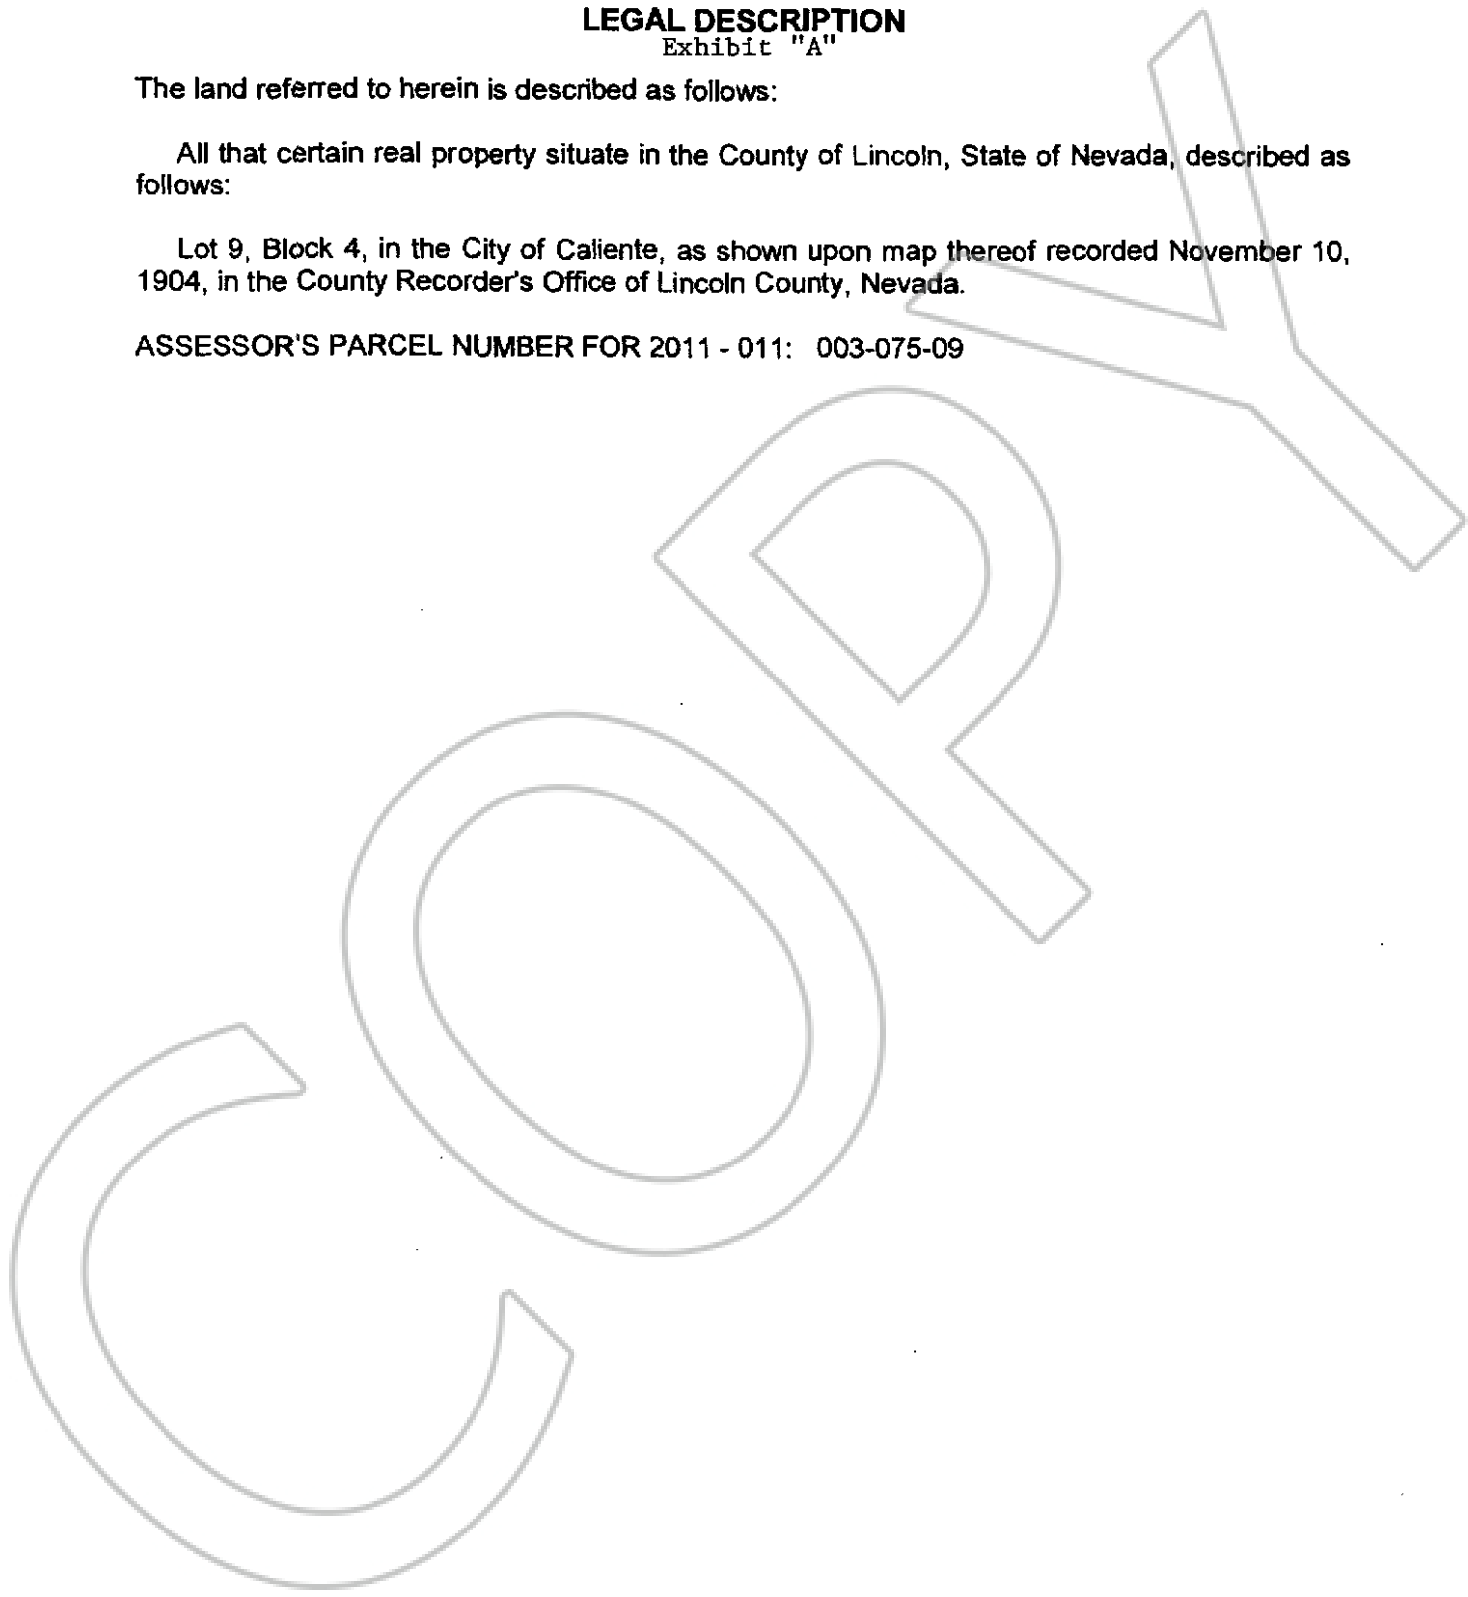 LEGAL DESCRIPTION
Exhibit "A"
The land referred to herein is described as follows:
All that certain real property situate in the County of Lincoln, State of Nevada, described as
follows:
Lot 9, Block 4, in the City of Caliente, as shown upon map thereof recorded November 10,
1904, in the County Recorder's Office of Lincoln County, Nevada.
ASSESSOR'S PARCEL NUMBER FOR 2011 - 011: 003-075-09
COPY